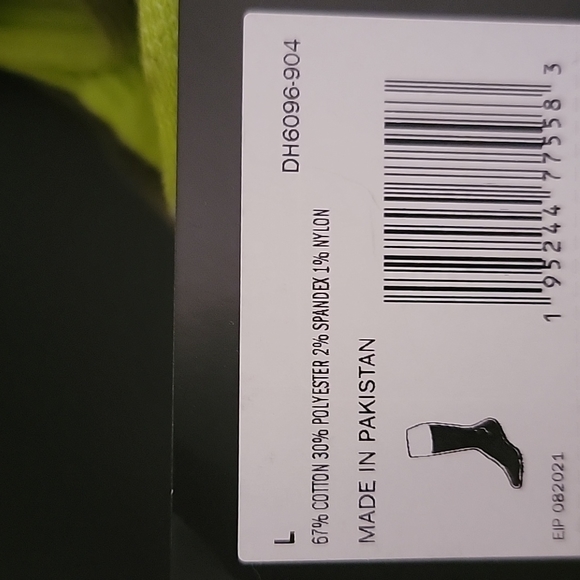 L DH6096-904
67% COTTON 30% POLYESTER 2% SPANDEX 1% NYLON
MADE IN PAKISTAN
1 95244 77558 3
EIP 082021